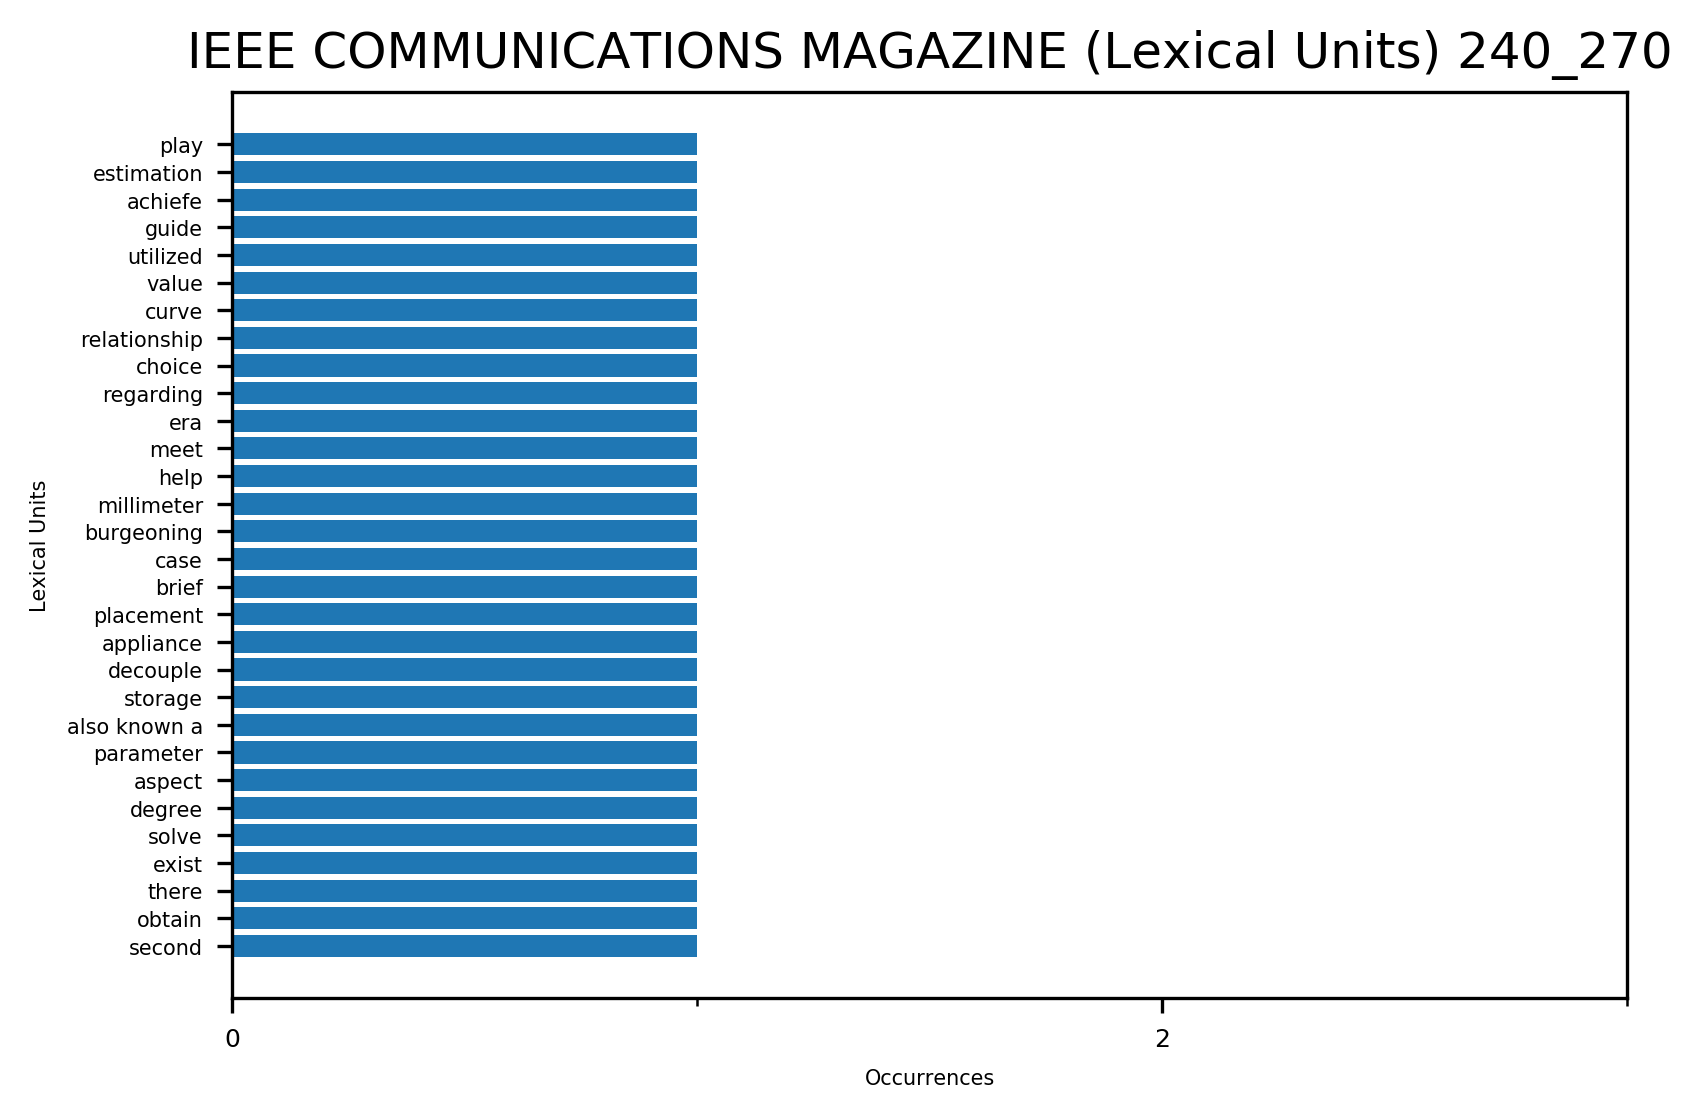 IEEE COMMUNICATIONS MAGAZINE (Lexical Units) 240_270
play
estimation
achiefe
guide
utilized
value
curve
relationship
choice
regarding
era
meet
help
millimeter
burgeoning
case
brief
placement
appliance
decouple
storage
also known a
parameter
aspect
degree
solve
exist
there
obtain
second
Lexical Units
0
2
Occurrences